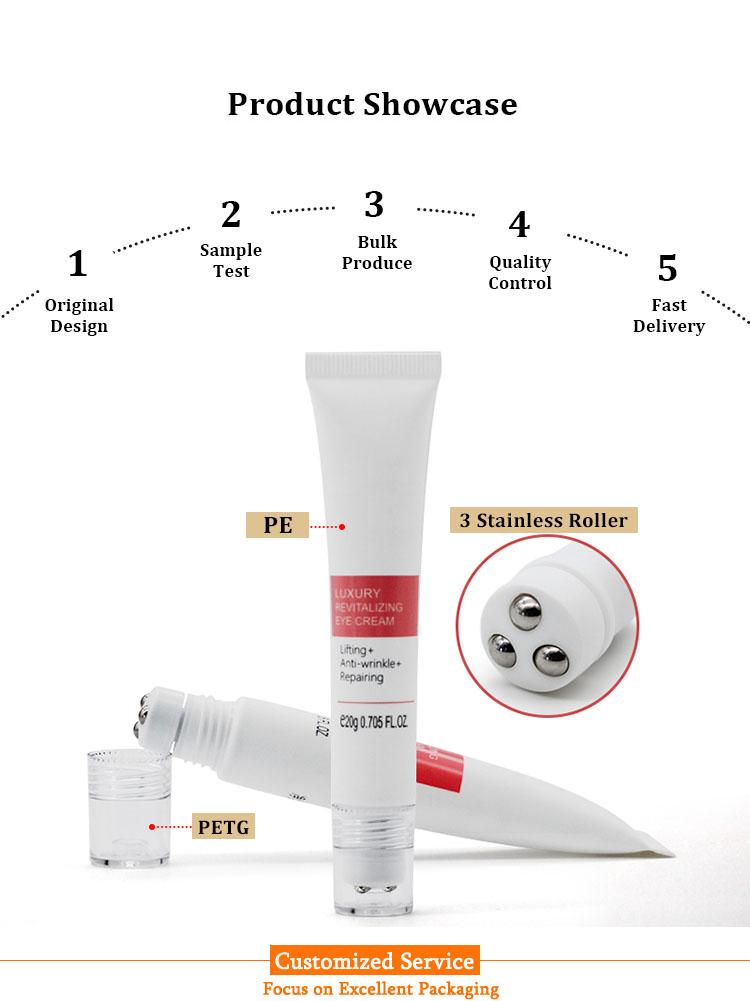 Product Showcase
1
Original
Design
2
Sample
Test
3
Bulk
Produce
4
Quality
Control
5
Fast
Delivery
PE
3 Stainless Roller
LUXURY
REVITALIZING
EYE CREAM
Lifting+
Anti-wrinkle+
Repairing
e20g 0.705 FL.OZ.
PETG
Customized Service
Focus on Excellent Packaging